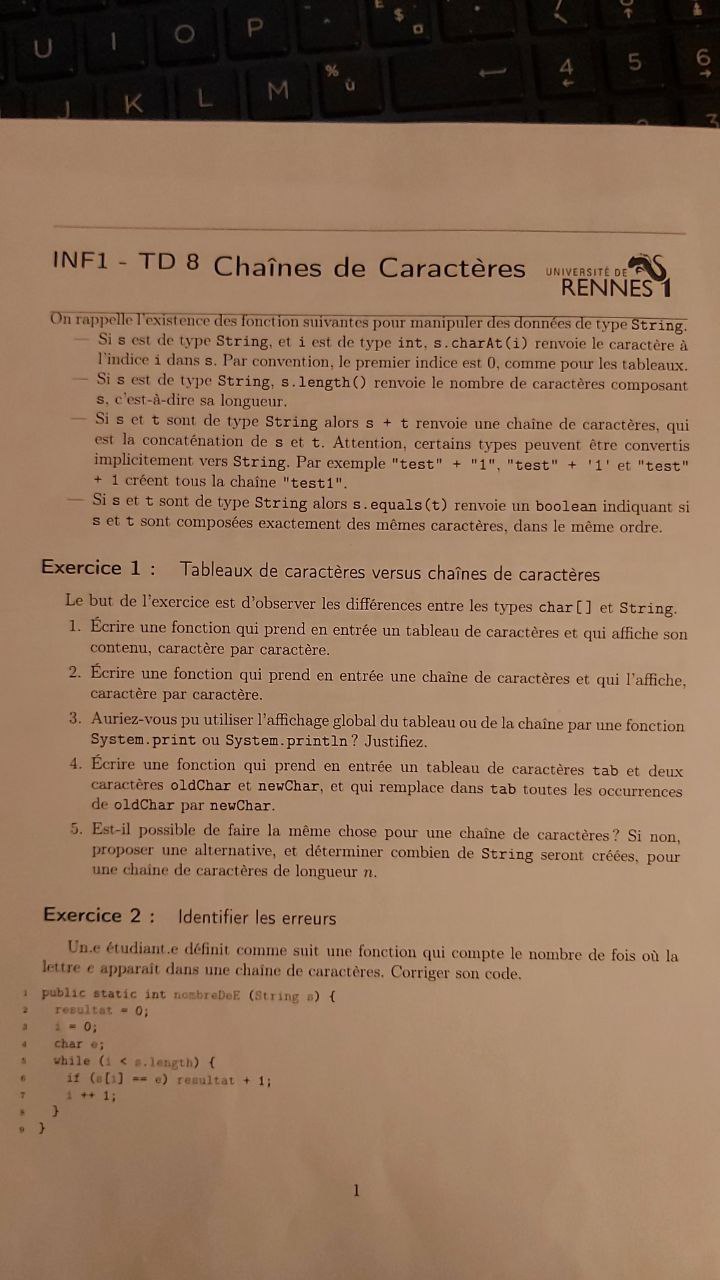 U I O P ^ £ $ ¤
J K L M % ù 4 5 6
3
INF1 - TD 8 Chaînes de Caractères UNIVERSITÉ DE RENNES 1
On rappelle l'existence des fonction suivantes pour manipuler des données de type String.
— Si s est de type String, et i est de type int, s.charAt(i) renvoie le caractère à
l'indice i dans s. Par convention, le premier indice est 0, comme pour les tableaux.
— Si s est de type String, s.length() renvoie le nombre de caractères composant
s, c'est-à-dire sa longueur.
— Si s et t sont de type String alors s + t renvoie une chaîne de caractères, qui
est la concaténation de s et t. Attention, certains types peuvent être convertis
implicitement vers String. Par exemple "test" + "1", "test" + '1' et "test"
+ 1 créent tous la chaîne "test1".
— Si s et t sont de type String alors s.equals(t) renvoie un boolean indiquant si
s et t sont composées exactement des mêmes caractères, dans le même ordre.
Exercice 1 : Tableaux de caractères versus chaînes de caractères
Le but de l'exercice est d'observer les différences entre les types char[] et String.
1. Écrire une fonction qui prend en entrée un tableau de caractères et qui affiche son
contenu, caractère par caractère.
2. Écrire une fonction qui prend en entrée une chaîne de caractères et qui l'affiche,
caractère par caractère.
3. Auriez-vous pu utiliser l'affichage global du tableau ou de la chaîne par une fonction
System.print ou System.println ? Justifiez.
4. Écrire une fonction qui prend en entrée un tableau de caractères tab et deux
caractères oldChar et newChar, et qui remplace dans tab toutes les occurrences
de oldChar par newChar.
5. Est-il possible de faire la même chose pour une chaîne de caractères ? Si non,
proposer une alternative, et déterminer combien de String seront créées, pour
une chaine de caractères de longueur n.
Exercice 2 : Identifier les erreurs
Un.e étudiant.e définit comme suit une fonction qui compte le nombre de fois où la
lettre e apparaît dans une chaîne de caractères. Corriger son code.
1 public static int nombreDeE (String s) {
2 resultat = 0;
3 i = 0;
4 char e;
5 while (i < s.length) {
6 if (s[i] == e) resultat + 1;
7 i ++ 1;
8 }
9 }
1